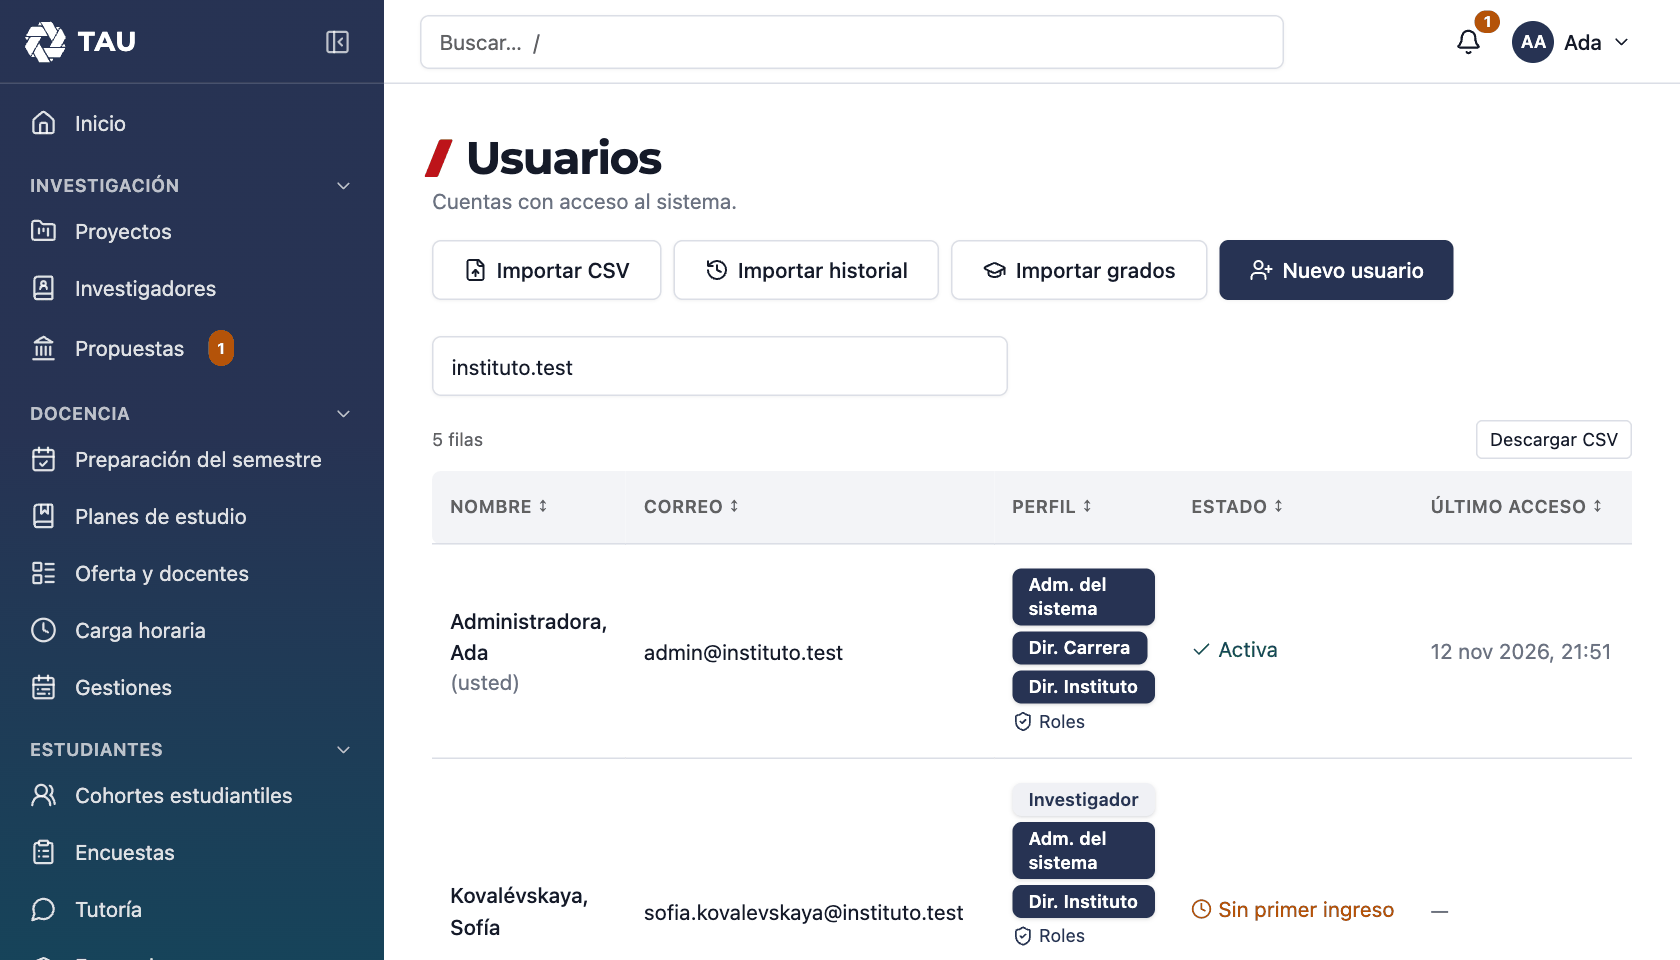 TAU
Buscar... /
1
AA Ada
Inicio
INVESTIGACIÓN
Proyectos
Investigadores
Propuestas 1
DOCENCIA
Preparación del semestre
Planes de estudio
Oferta y docentes
Carga horaria
Gestiones
ESTUDIANTES
Cohortes estudiantiles
Encuestas
Tutoría
Usuarios
Cuentas con acceso al sistema.
Importar CSV Importar historial Importar grados Nuevo usuario
instituto.test
5 filas Descargar CSV
NOMBRE ↕ CORREO ↕ PERFIL ↕ ESTADO ↕ ÚLTIMO ACCESO ↕
Administradora,
Ada
(usted)
admin@instituto.test
Adm. del
sistema
Dir. Carrera
Dir. Instituto
Roles
Activa
12 nov 2026, 21:51
Kovalévskaya,
Sofía
sofia.kovalevskaya@instituto.test
Investigador
Adm. del
sistema
Dir. Instituto
Roles
Sin primer ingreso
—